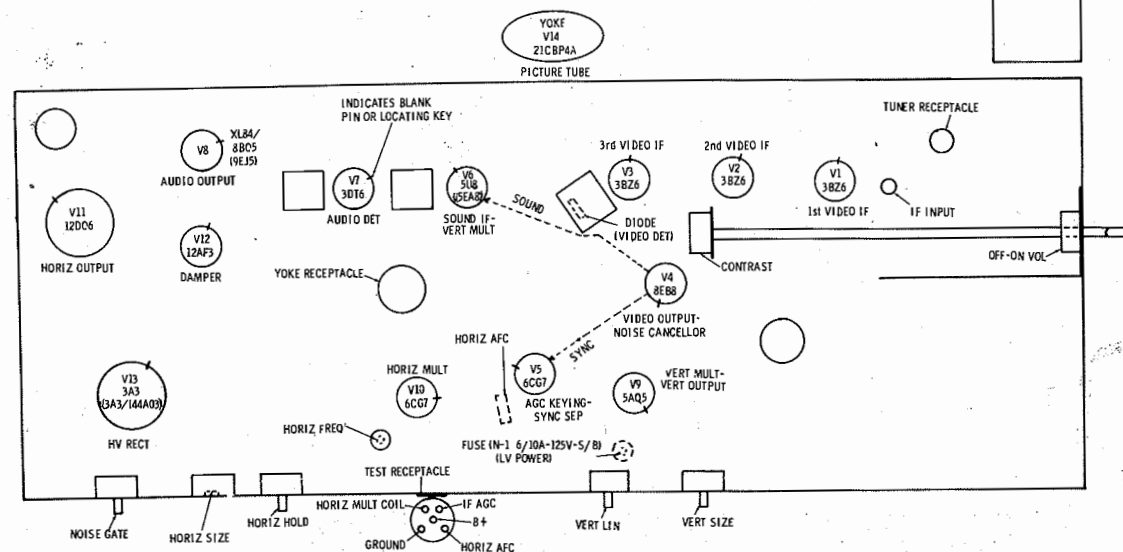 YOKE
V14
21CBP4A
PICTURE TUBE
INDICATES BLANK
PIN OR LOCATING KEY
TUNER RECEPTACLE
XL84/
8BQ5
(9EJ5)
V8
AUDIO OUTPUT
V7
3DT6
AUDIO DET
V6
5U8
(5EA8)
SOUND IF-
VERT MULT
SOUND
3rd VIDEO IF
V3
3BZ6
2nd VIDEO IF
V2
3BZ6
V1
3BZ6
1st VIDEO IF
IF INPUT
DIODE
(VIDEO DET)
CONTRAST
OFF-ON VOL
V11
12DQ6
HORIZ OUTPUT
V12
12AF3
DAMPER
YOKE RECEPTACLE
V4
8EB8
VIDEO OUTPUT-
NOISE CANCELLOR
SYNC
HORIZ AFC
V5
6CG7
AGC KEYING-
SYNC SEP
VERT MULT-
VERT OUTPUT
V9
5AQ5
HORIZ MULT
V10
6CG7
V13
3A3
(3A3/144A03)
HV RECT
HORIZ FREQ
FUSE (N-1 6/10A-125V-S/B)
(LV POWER)
TEST RECEPTACLE
NOISE GATE
HORIZ SIZE
HORIZ HOLD
HORIZ MULT COIL
IF AGC
B+
GROUND
HORIZ AFC
VERT LIN
VERT SIZE